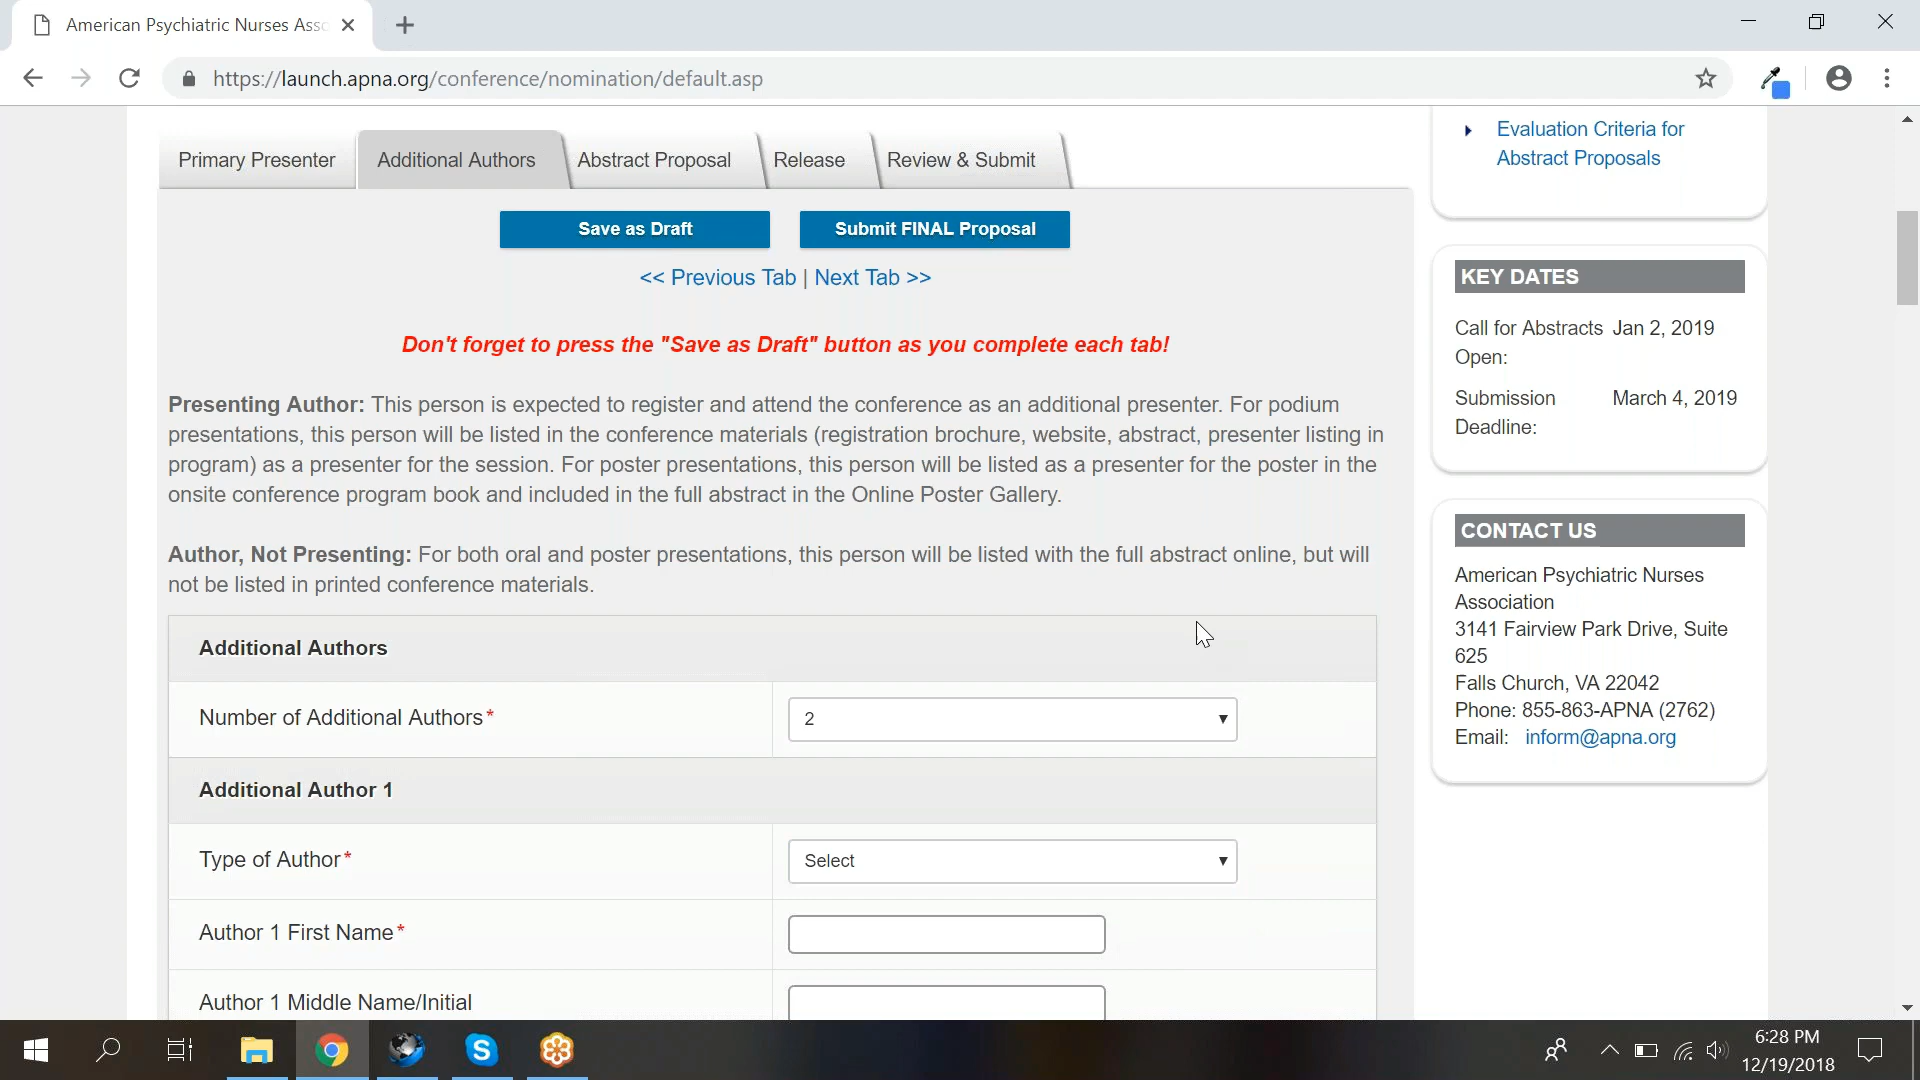 American Psychiatric Nurses Asso
https://launch.apna.org/conference/nomination/default.asp
Primary Presenter
Additional Authors
Abstract Proposal
Release
Review & Submit
Save as Draft
Submit FINAL Proposal
<< Previous Tab | Next Tab >>
Don't forget to press the "Save as Draft" button as you complete each tab!
Presenting Author: This person is expected to register and attend the conference as an additional presenter. For podium
presentations, this person will be listed in the conference materials (registration brochure, website, abstract, presenter listing in
program) as a presenter for the session. For poster presentations, this person will be listed as a presenter for the poster in the
onsite conference program book and included in the full abstract in the Online Poster Gallery.
Author, Not Presenting: For both oral and poster presentations, this person will be listed with the full abstract online, but will
not be listed in printed conference materials.
Additional Authors
Number of Additional Authors*
2
Additional Author 1
Type of Author*
Select
Author 1 First Name*
Author 1 Middle Name/Initial
Evaluation Criteria for
Abstract Proposals
KEY DATES
Call for Abstracts Jan 2, 2019
Open:
Submission March 4, 2019
Deadline:
CONTACT US
American Psychiatric Nurses
Association
3141 Fairview Park Drive, Suite
625
Falls Church, VA 22042
Phone: 855-863-APNA (2762)
Email: inform@apna.org
6:28 PM
12/19/2018